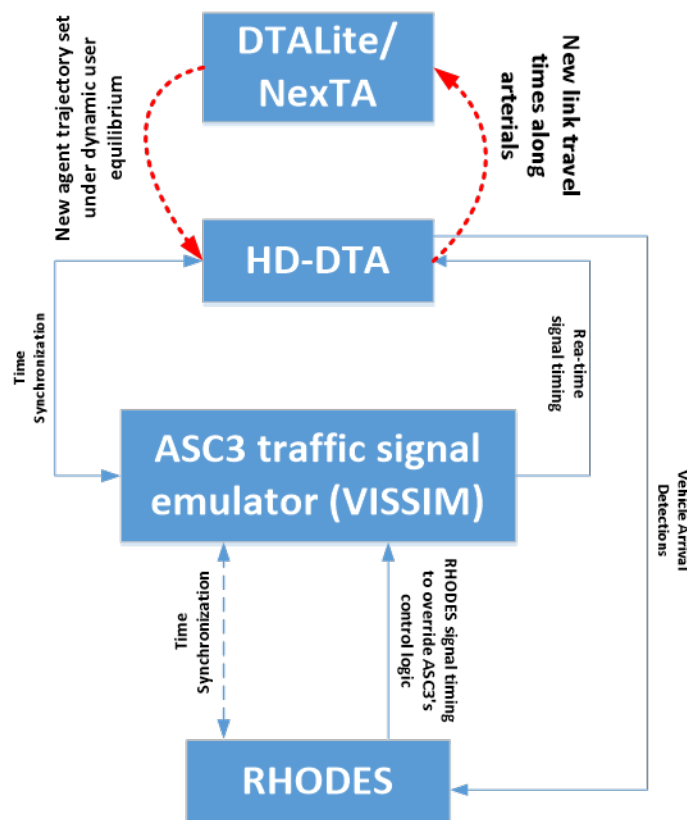 DTALite/
NexTA
New agent trajectory set
under dynamic user
equilibrium
New link travel
times along
arterials
HD-DTA
Time
Synchronization
Rea-time
signal timing
Vehicle Arrival
Detections
ASC3 traffic signal
emulator (VISSIM)
Time
Synchronization
RHODES signal timing
to override ASC3's
control logic
RHODES